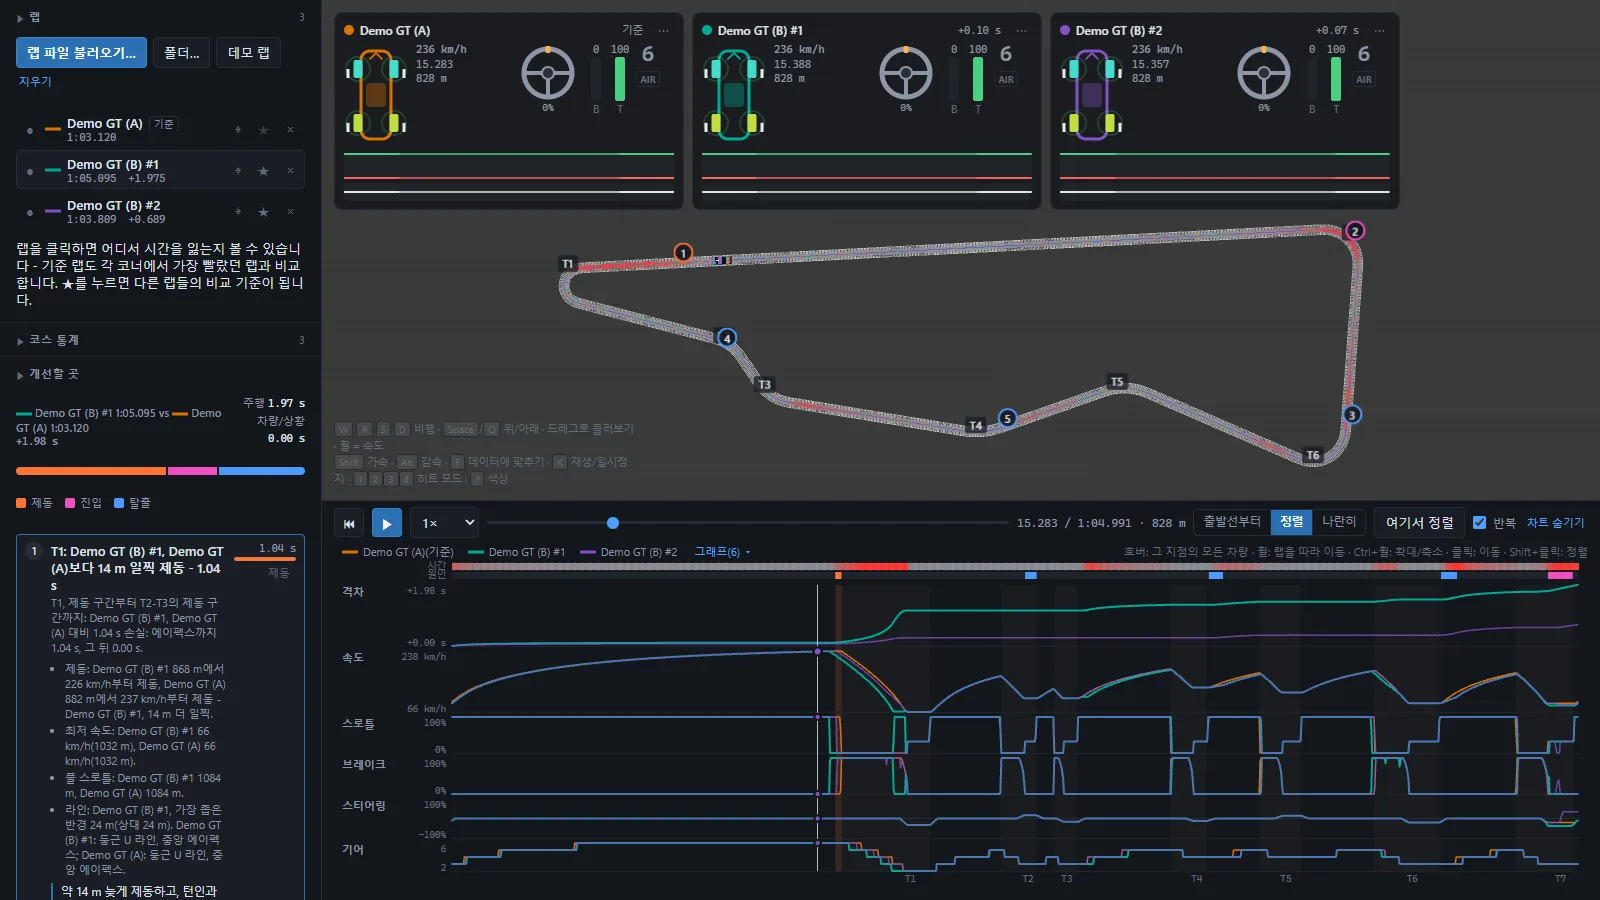 랩 3
랩 파일 불러오기... 폴더... 데모 랩
지우기
Demo GT (A) 기준
1:03.120
Demo GT (B) #1
1:05.095 +1.975
Demo GT (B) #2
1:03.809 +0.689
랩을 클릭하면 어디서 시간을 잃는지 볼 수 있습니
다 - 기준 랩도 각 코너에서 가장 빨랐던 랩과 비교
합니다. ★를 누르면 다른 랩들의 비교 기준이 됩니
다.
코스 통계 3
개선할 곳
Demo GT (B) #1 1:05.095 vs Demo
GT (A) 1:03.120
+1.98 s
주행 1.97 s
차량/상황
0.00 s
제동 진입 탈출
1 T1: Demo GT (B) #1, Demo GT
(A)보다 14 m 일찍 제동 - 1.04
s
1.04 s
제동
T1, 제동 구간부터 T2-T3의 제동 구
간까지: Demo GT (B) #1, Demo GT
(A) 대비 1.04 s 손실: 에이펙스까지
1.04 s, 그 뒤 0.00 s.
• 제동: Demo GT (B) #1 868 m에서
226 km/h부터 제동, Demo GT (A)
882 m에서 237 km/h부터 제동 -
Demo GT (B) #1, 14 m 더 일찍.
• 최저 속도: Demo GT (B) #1 66
km/h(1032 m), Demo GT (A) 66
km/h(1032 m).
• 풀 스로틀: Demo GT (B) #1 1084
m, Demo GT (A) 1084 m.
• 라인: Demo GT (B) #1, 가장 좁은
반경 24 m(상대 24 m). Demo GT
(B) #1: 둥근 U 라인, 중앙 에이펙
스; Demo GT (A): 둥근 U 라인, 중
앙 에이펙스.
약 14 m 늦게 제동하고, 턴인과
Demo GT (A) 기준 ...
236 km/h
15.283
828 m
0%
0 100
B T
6
AIR
Demo GT (B) #1 +0.10 s ...
236 km/h
15.388
828 m
0%
0 100
B T
6
AIR
Demo GT (B) #2 +0.07 s ...
236 km/h
15.357
828 m
0%
0 100
B T
6
AIR
T1 1 2
4
T3 T5
T4 5 3
T6
W A S D 비행 · Space / Q 위/아래 · 드래그로 둘러보기
· 휠 = 속도
Shift 가속 · Alt 감속 · F 데이터에 맞추기 · K 재생/일시정
지 · 1 2 3 4 히트 모드 · ? 색상
1× 15.283 / 1:04.991 · 828 m 출발선부터 정렬 나란히 여기서 정렬 반복 차트 숨기기
Demo GT (A)(기준) Demo GT (B) #1 Demo GT (B) #2 그래프(6)
호버: 그 지점의 모든 차량 · 휠: 랩을 따라 이동 · Ctrl+휠: 확대/축소 · 클릭: 이동 · Shift+클릭: 정렬
시간
원인
격차 +1.98 s
+0.00 s
속도 238 km/h
66 km/h
스로틀 100%
0%
브레이크 100%
0%
스티어링 100%
−100%
기어 6
2
T1 T2 T3 T4 T5 T6 T7